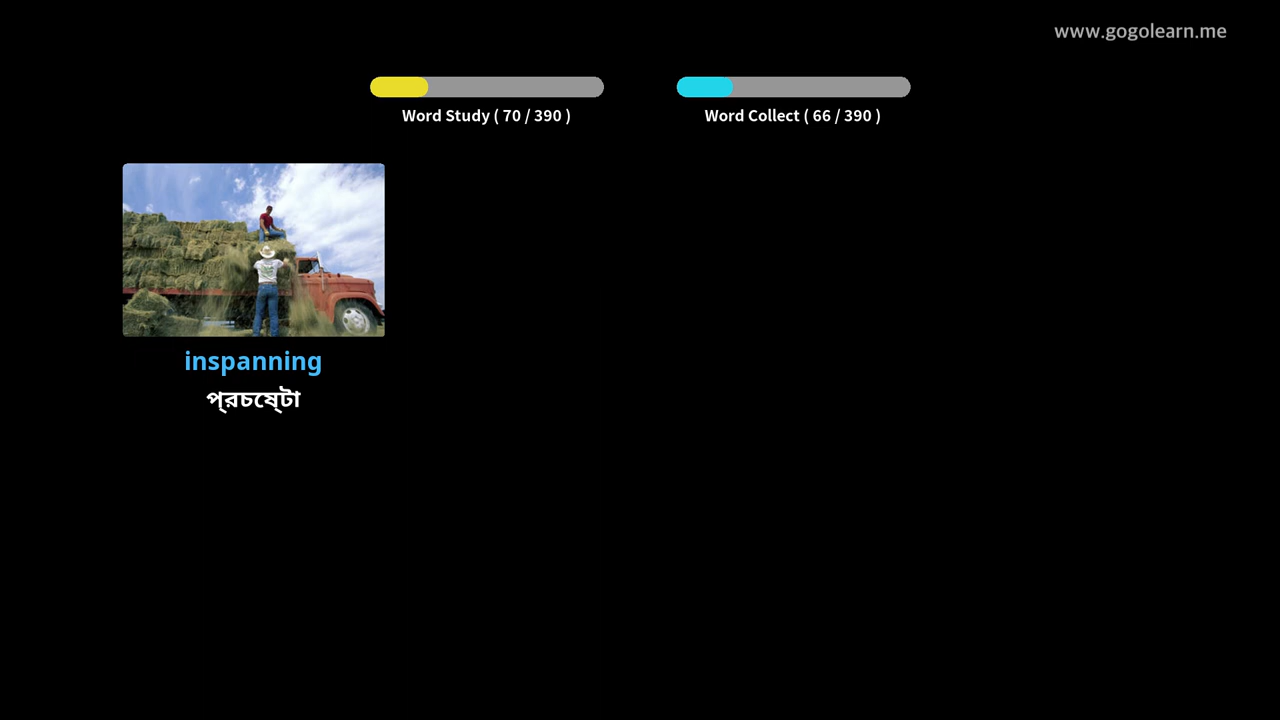 www.gogolearn.me
Word Study ( 70 / 390 )
Word Collect ( 66 / 390 )
inspanning
প্রচেষ্টা